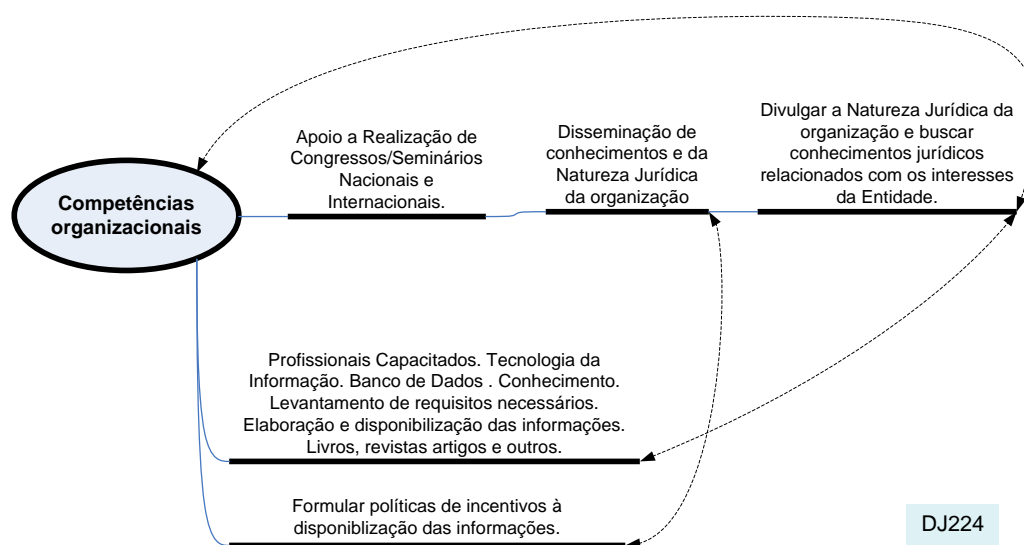 Competências
organizacionais
Apoio a Realização de
Congressos/Seminários
Nacionais e
Internacionais.
Disseminação de
conhecimentos e da
Natureza Jurídica
da organização
Divulgar a Natureza Jurídica da
organização e buscar
conhecimentos jurídicos
relacionados com os interesses
da Entidade.
Profissionais Capacitados. Tecnologia da
Informação. Banco de Dados . Conhecimento.
Levantamento de requisitos necessários.
Elaboração e disponibilização das informações.
Livros, revistas artigos e outros.
Formular políticas de incentivos à
disponiblização das informações.
DJ224